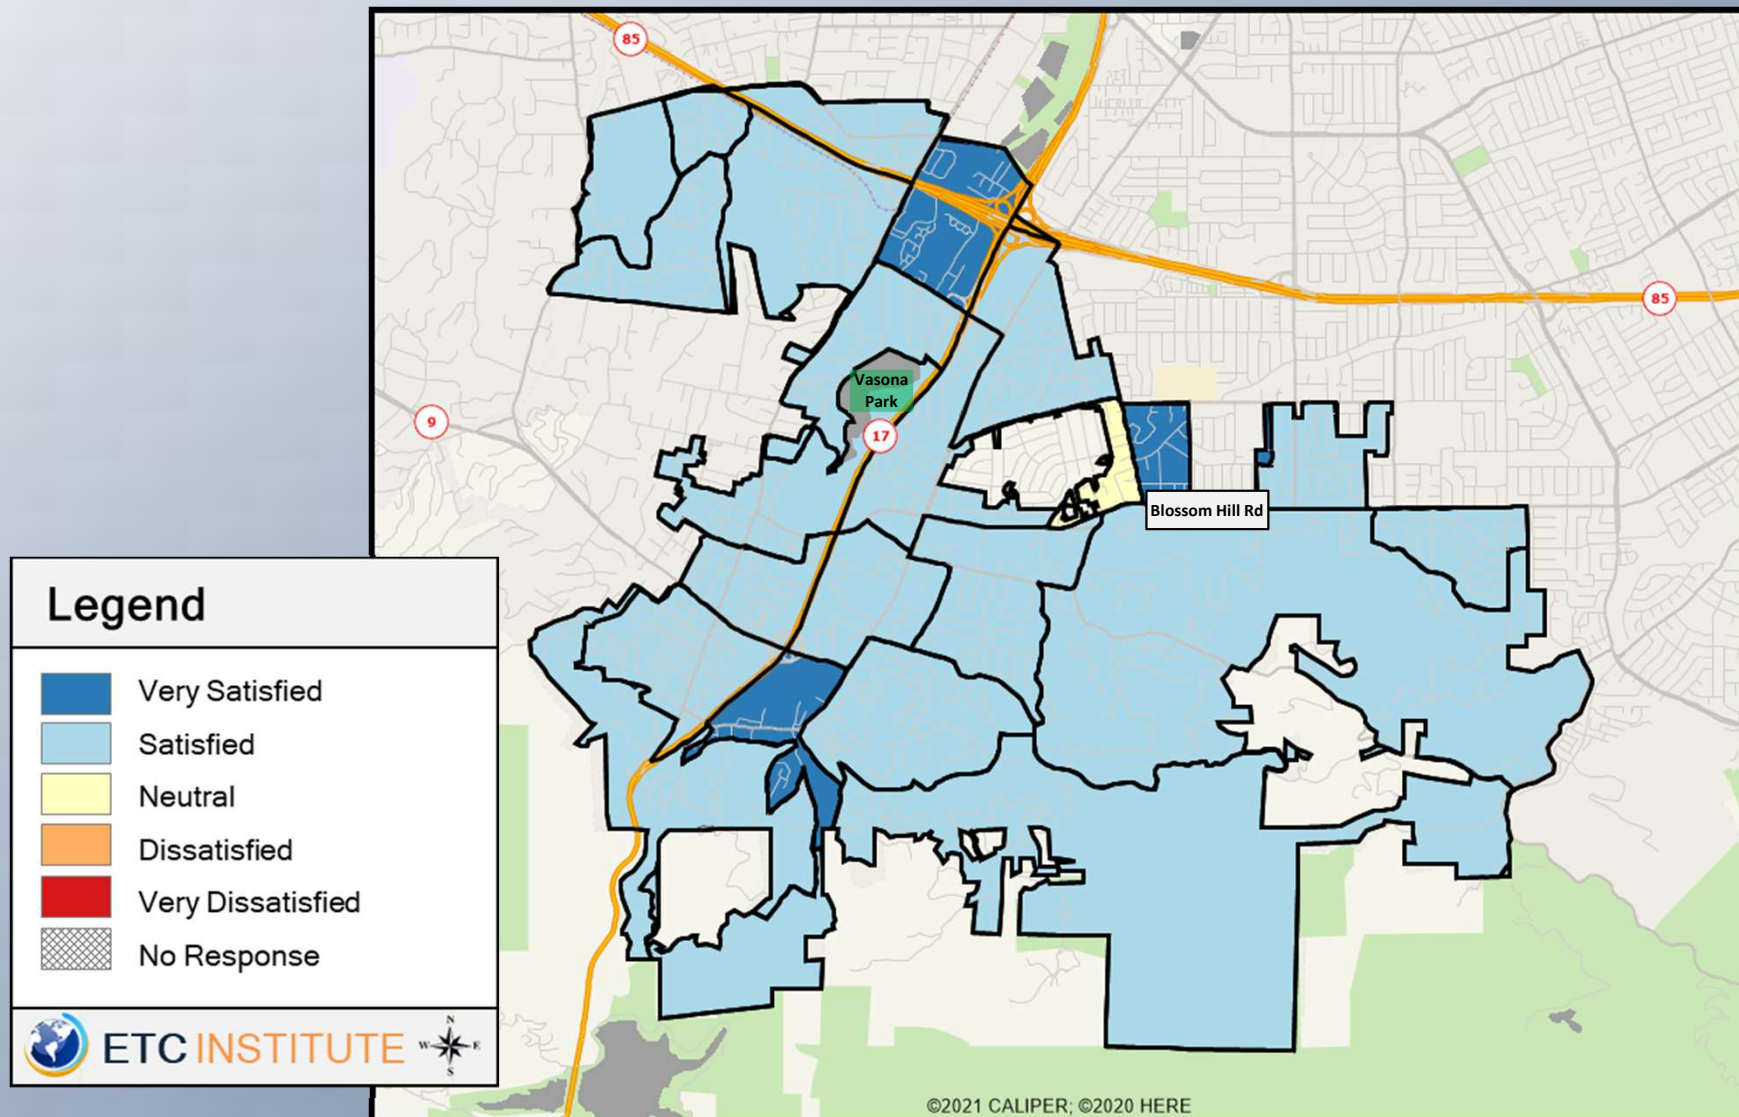 85
85
Vasona
Park
9
17
Blossom Hill Rd
Legend
Very Satisfied
Satisfied
Neutral
Dissatisfied
Very Dissatisfied
No Response
ETC INSTITUTE
N
W E
S
©2021 CALIPER; ©2020 HERE